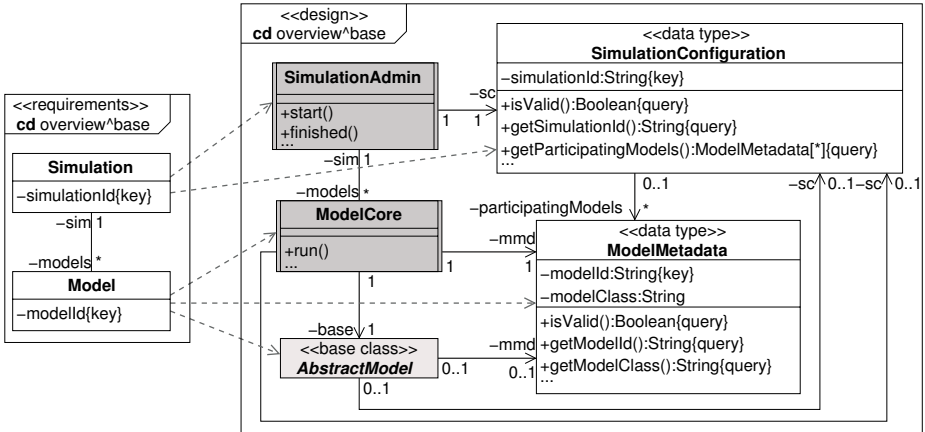 <<requirements>>
cd overview^base
Simulation
−simulationId{key}
−sim 1
−models *
Model
−modelId{key}
<<design>>
cd overview^base
SimulationAdmin
+start()
+finished()
...
−sc
1
1
<<data type>>
SimulationConfiguration
−simulationId:String{key}
+isValid():Boolean{query}
+getSimulationId():String{query}
+getParticipatingModels():ModelMetadata[*]{query}
...
−sim 1
−models *
0..1
−sc 0..1
−sc 0..1
−participatingModels *
ModelCore
+run()
...
−mmd
1
1
1
<<data type>>
ModelMetadata
−modelId:String{key}
−modelClass:String
+isValid():Boolean{query}
+getModelId():String{query}
+getModelClass():String{query}
...
−base 1
<<base class>>
AbstractModel
−mmd
0..1
0..1
0..1